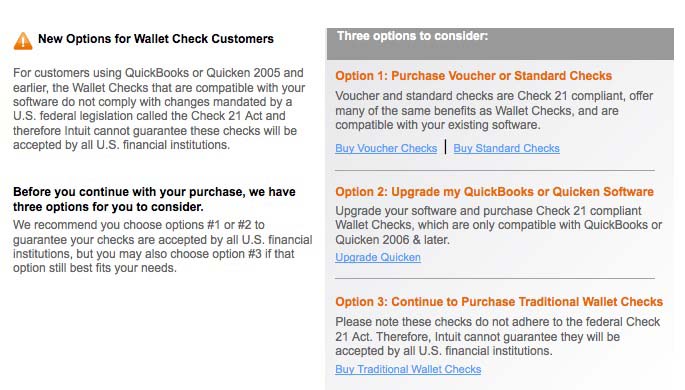 New Options for Wallet Check Customers
For customers using QuickBooks or Quicken 2005 and
earlier, the Wallet Checks that are compatible with your
software do not comply with changes mandated by a
U.S. federal legislation called the Check 21 Act and
therefore Intuit cannot guarantee these checks will be
accepted by all U.S. financial institutions.
Before you continue with your purchase, we have
three options for you to consider.
We recommend you choose options #1 or #2 to
guarantee your checks are accepted by all U.S. financial
institutions, but you may also choose option #3 if that
option still best fits your needs.
Three options to consider:
Option 1: Purchase Voucher or Standard Checks
Voucher and standard checks are Check 21 compliant, offer
many of the same benefits as Wallet Checks, and are
compatible with your existing software.
Buy Voucher Checks | Buy Standard Checks
Option 2: Upgrade my QuickBooks or Quicken Software
Upgrade your software and purchase Check 21 compliant
Wallet Checks, which are only compatible with QuickBooks or
Quicken 2006 & later.
Upgrade Quicken
Option 3: Continue to Purchase Traditional Wallet Checks
Please note these checks do not adhere to the federal Check
21 Act. Therefore, Intuit cannot guarantee they will be
accepted by all U.S. financial institutions.
Buy Traditional Wallet Checks